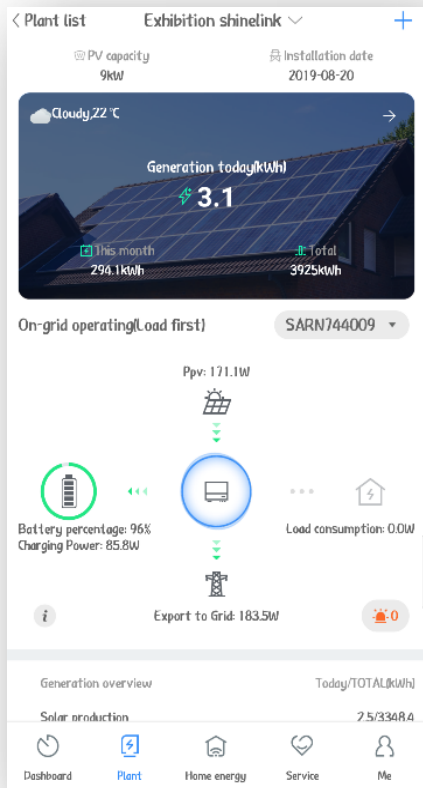 Plant list
Exhibition shinelink
PV capacity
9kW
Installation date
2019-08-20
Cloudy,22℃
Generation today(kWh)
3.1
This month
294.1kWh
Total
3925kWh
On-grid operating(Load first)
SARN744009
Ppv: 171.1W
Battery percentage: 96%
Charging Power: 85.8W
Load consumption: 0.0W
Export to Grid: 183.5W
i
0
Generation overview
Today/TOTAL(kWh)
Solar production
2.5/3348.4
Dashboard
Plant
Home energy
Service
Me